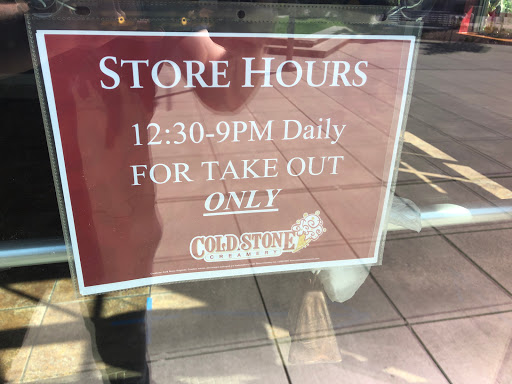 STORE HOURS
12:30-9PM Daily
FOR TAKE OUT
ONLY
COLD STONE
CREAMERY